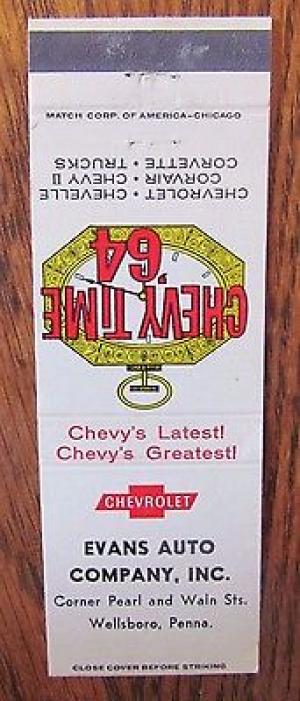 MATCH CORP. OF AMERICA-CHICAGO
CHEVY TIME
'64
CHEVROLET • CHEVELLE
CORVAIR • CHEVY II
CORVETTE • TRUCKS
Chevy's Latest!
Chevy's Greatest!
CHEVROLET
EVANS AUTO
COMPANY, INC.
Corner Pearl and Wain Sts.
Wellsboro, Penna.
CLOSE COVER BEFORE STRIKING